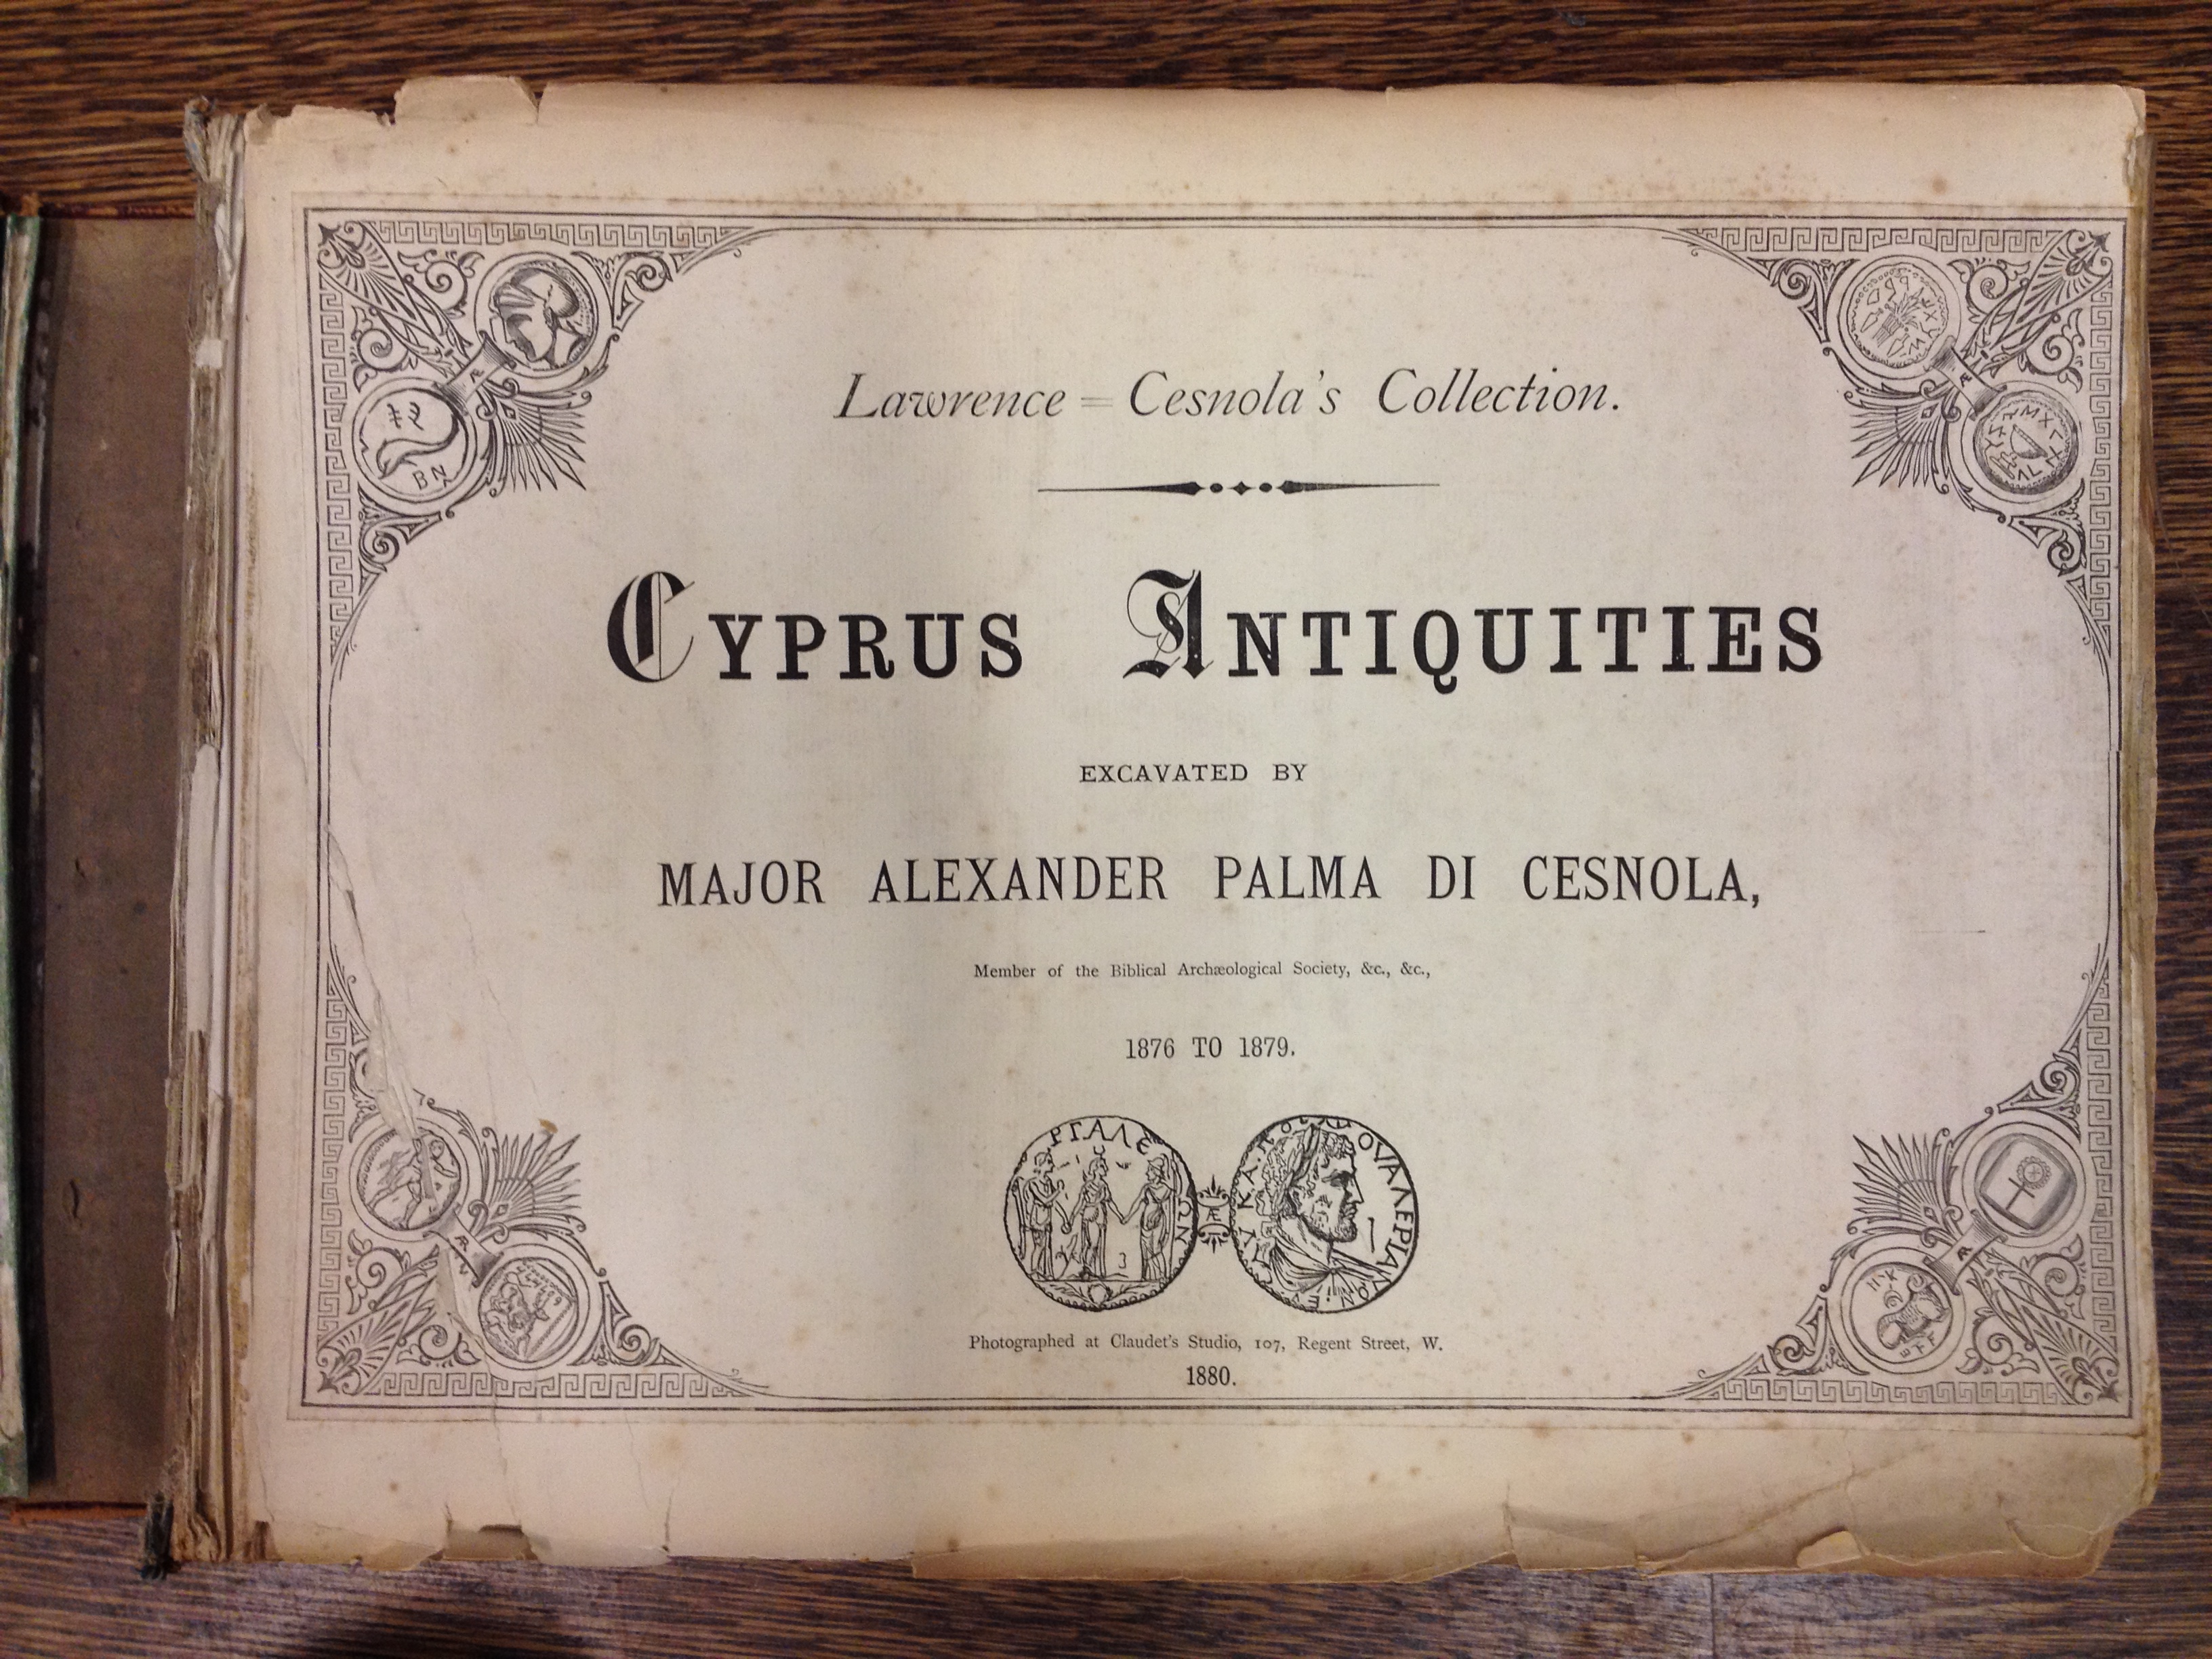 Lawrence = Cesnola's Collection.
CYPRUS ANTIQUITIES
EXCAVATED BY
MAJOR ALEXANDER PALMA DI CESNOLA,
Member of the Biblical Archæological Society, &c., &c.,
1876 TO 1879.
Æ
Photographed at Claudet's Studio, 107, Regent Street, W.
1880.